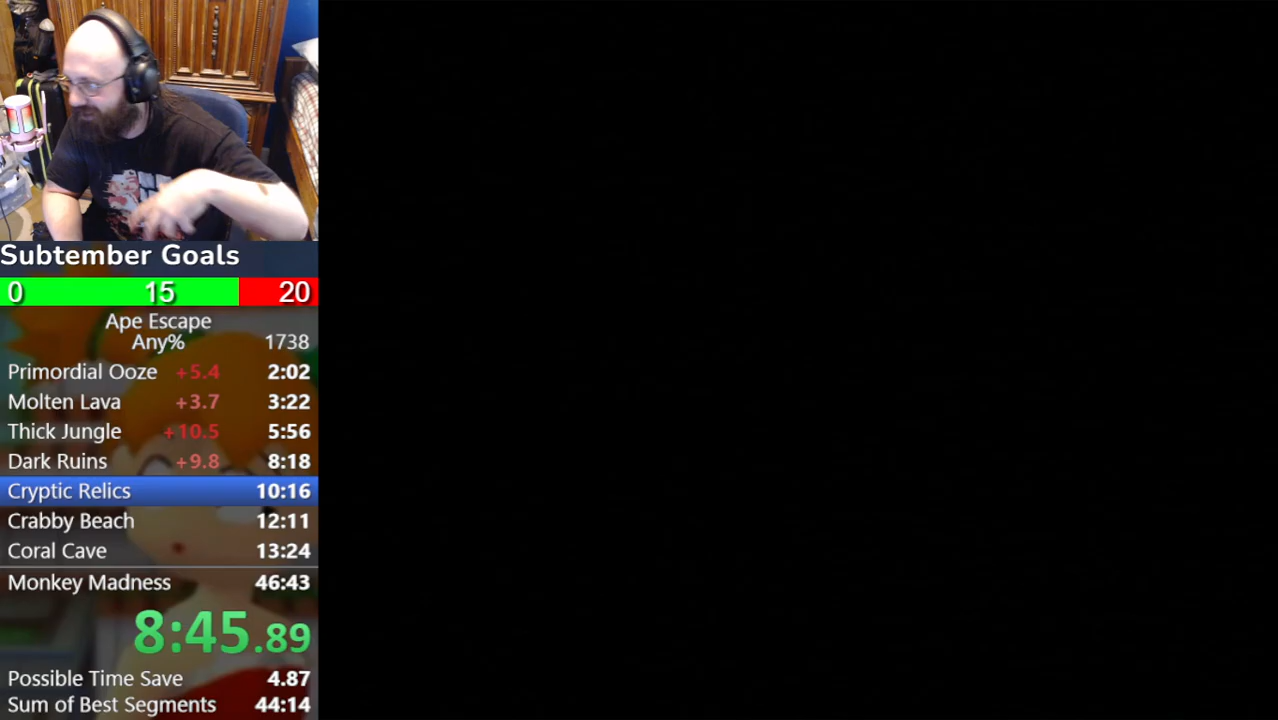 Subtember Goals
0 15 20
Ape Escape
Any% 1738
Primordial Ooze +5.4 2:02
Molten Lava +3.7 3:22
Thick Jungle +10.5 5:56
Dark Ruins +9.8 8:18
Cryptic Relics 10:16
Crabby Beach 12:11
Coral Cave 13:24
Monkey Madness 46:43
8:45.89
Possible Time Save 4.87
Sum of Best Segments 44:14